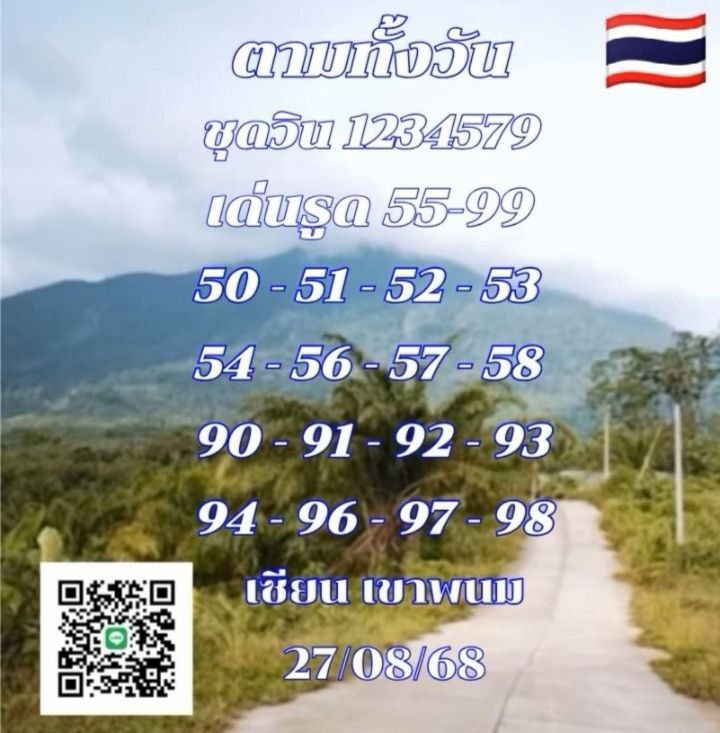 ตามทั้งวัน
ชุดวิน 1234579
เด่นรูด 55-99
50 - 51 - 52 - 53
54 - 56 - 57 - 58
90 - 91 - 92 - 93
94 - 96 - 97 - 98
เซียน เขาพนม
27/08/68